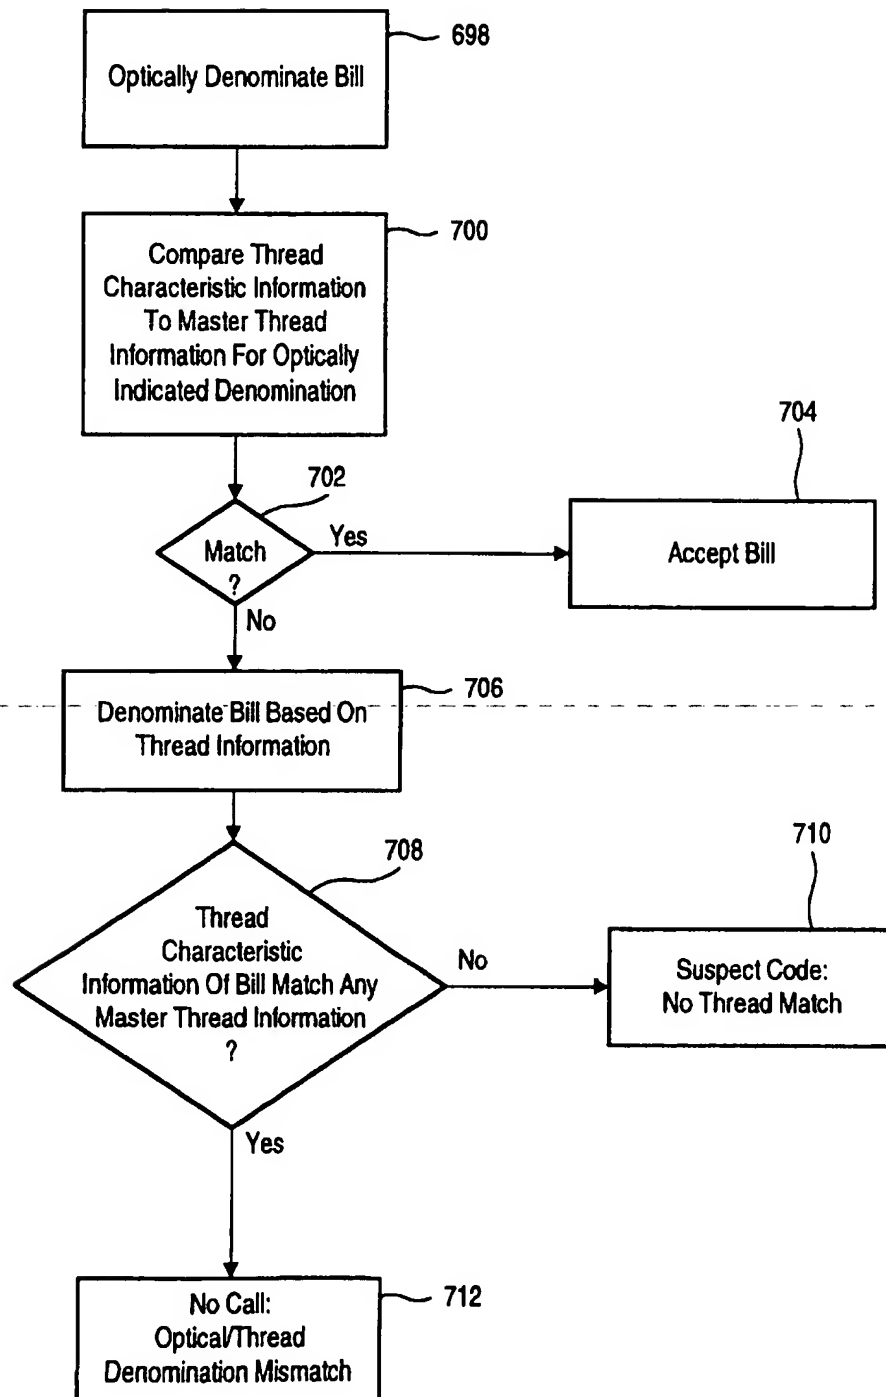 698
Optically Denominate Bill
700
Compare Thread
Characteristic Information
To Master Thread
Information For Optically
Indicated Denomination
704
702
Yes
Match
?
Accept Bill
No
706
Denominate Bill Based On
Thread Information
710
708
Thread
Characteristic
Information Of Bill Match Any
Master Thread Information
?
No
Suspect Code:
No Thread Match
Yes
712
No Call:
Optical/Thread
Denomination Mismatch